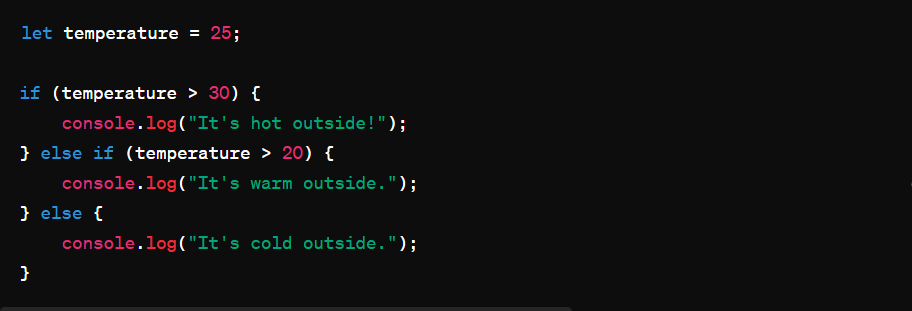 let temperature = 25;
if (temperature > 30) {
    console.log("It's hot outside!");
} else if (temperature > 20) {
    console.log("It's warm outside.");
} else {
    console.log("It's cold outside.");
}